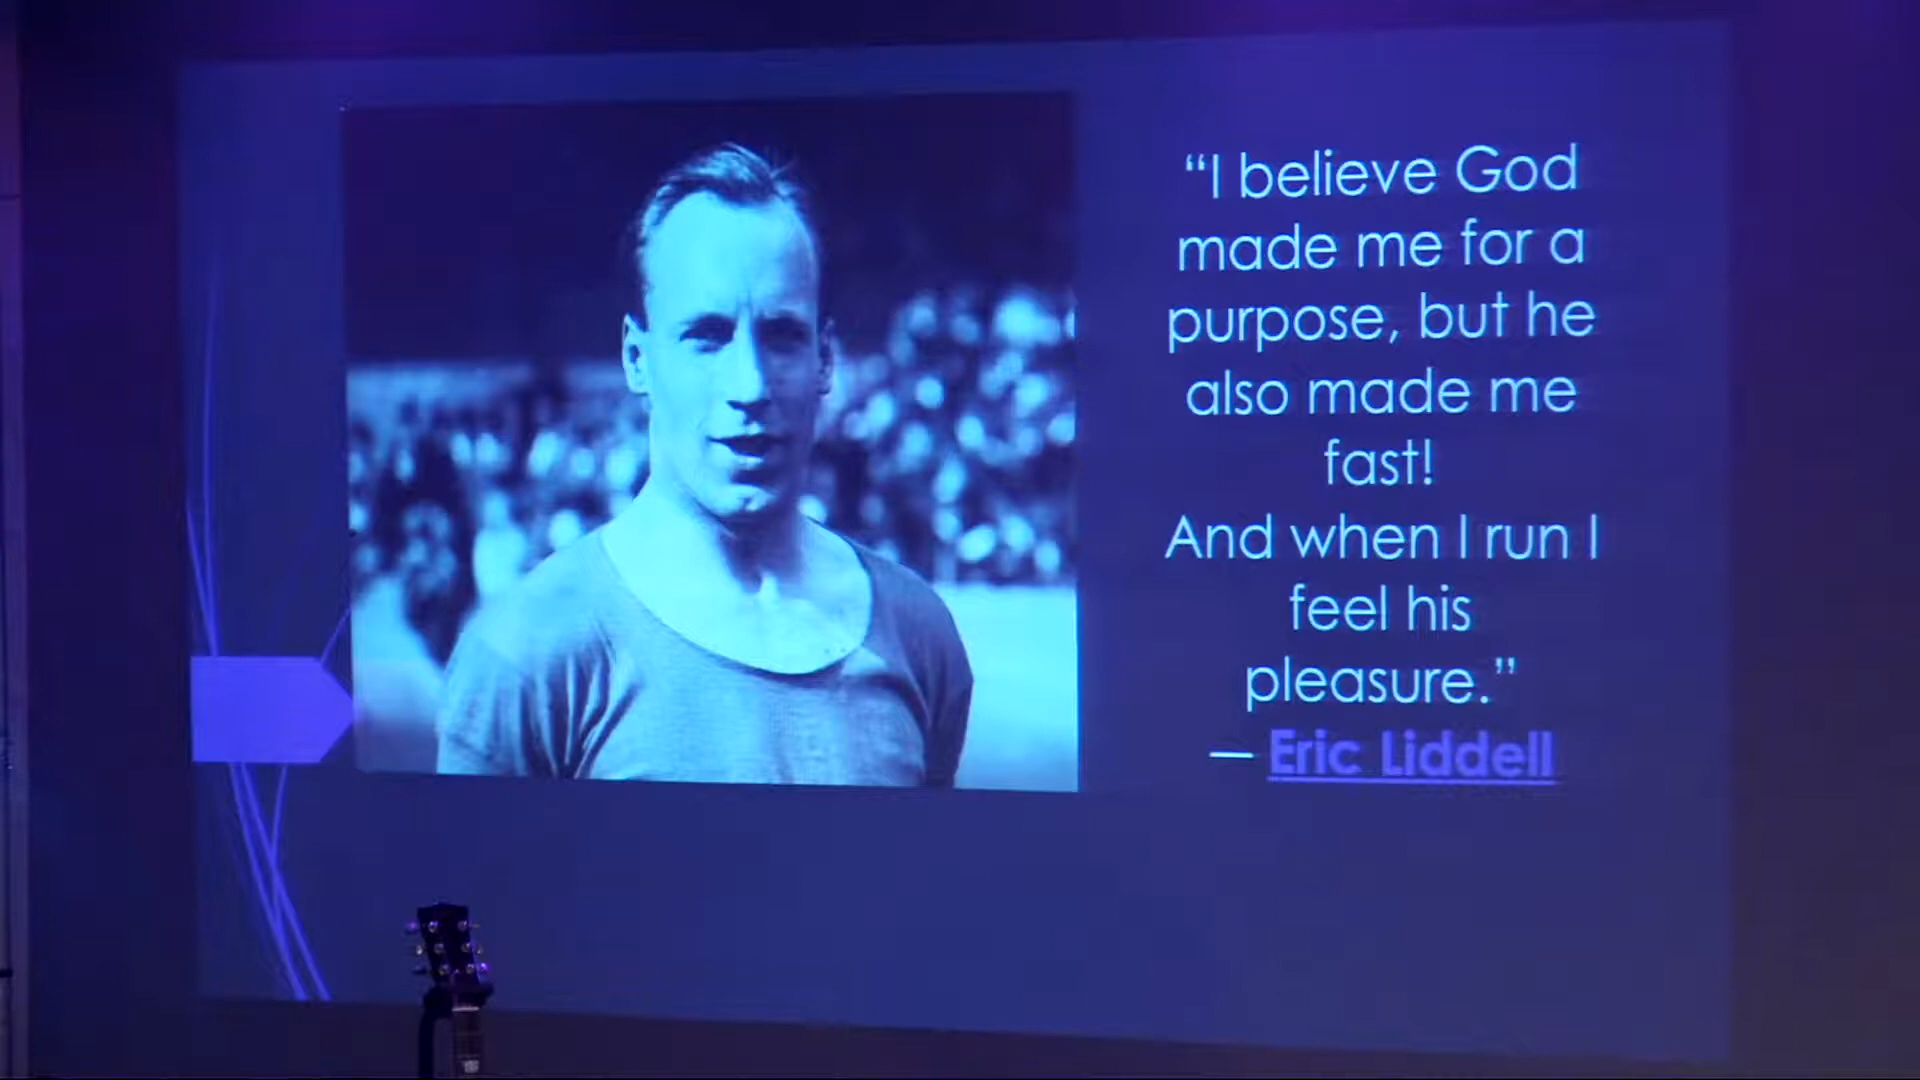 “I believe God
made me for a
purpose, but he
also made me
fast!
And when I run I
feel his
pleasure.”
— Eric Liddell